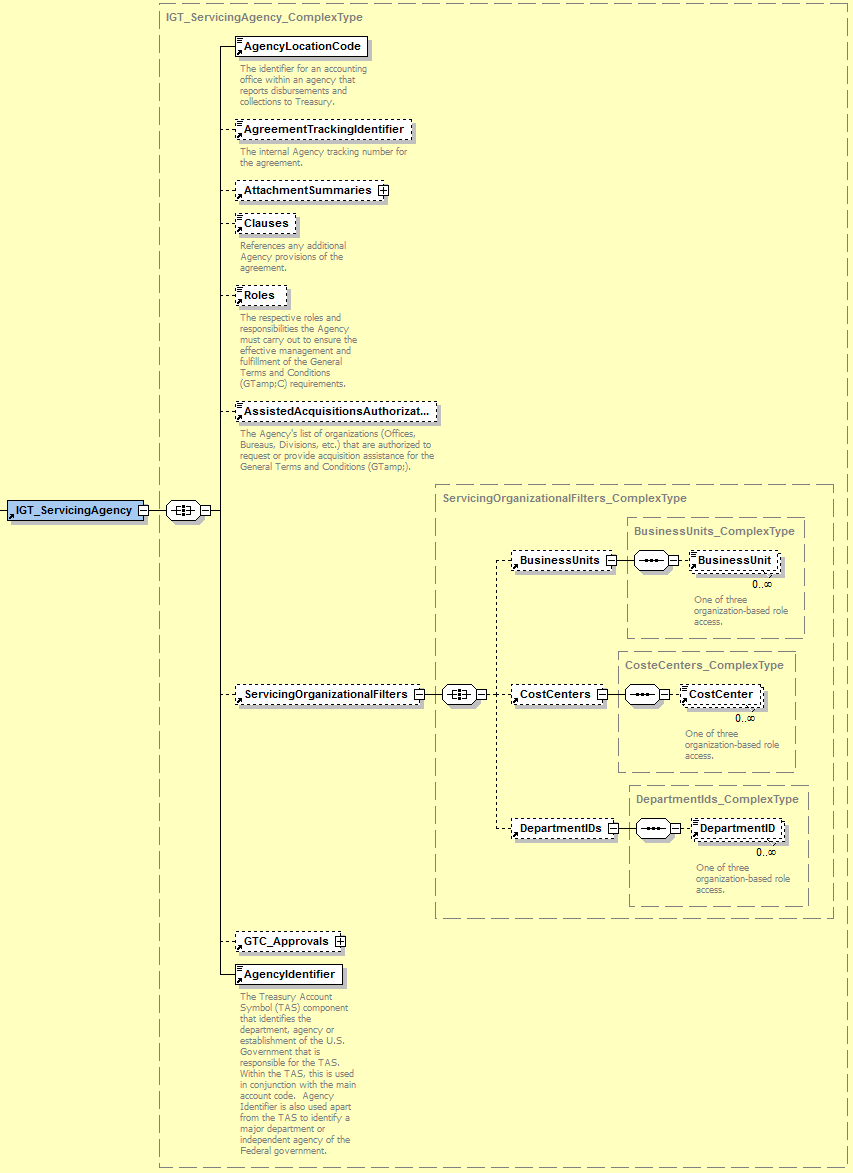 IGT_ServicingAgency_ComplexType
AgencyLocationCode
The identifier for an accounting
office within an agency that
reports disbursements and
collections to Treasury.
AgreementTrackingIdentifier
The internal Agency tracking number for
the agreement.
AttachmentSummaries
Clauses
References any additional
Agency provisions of the
agreement.
Roles
The respective roles and
responsibilities the Agency
must carry out to ensure the
effective management and
fulfillment of the General
Terms and Conditions
(GTamp;C) requirements.
AssistedAcquisitionsAuthorizat...
The Agency's list of organizations (Offices,
Bureaus, Divisions, etc.) that are authorized to
request or provide acquisition assistance for the
General Terms and Conditions (GTamp;).
IGT_ServicingAgency
ServicingOrganizationalFilters
ServicingOrganizationalFilters_ComplexType
BusinessUnits
BusinessUnits_ComplexType
BusinessUnit
0..∞
One of three
organization-based role
access.
CostCenters
CosteCenters_ComplexType
CostCenter
0..∞
One of three
organization-based role
access.
DepartmentIDs
DepartmentIds_ComplexType
DepartmentID
0..∞
One of three
organization-based role
access.
GTC_Approvals
AgencyIdentifier
The Treasury Account
Symbol (TAS) component
that identifies the
department, agency or
establishment of the U.S.
Government that is
responsible for the TAS.
Within the TAS, this is used
in conjunction with the main
account code.  Agency
Identifier is also used apart
from the TAS to identify a
major department or
independent agency of the
Federal government.